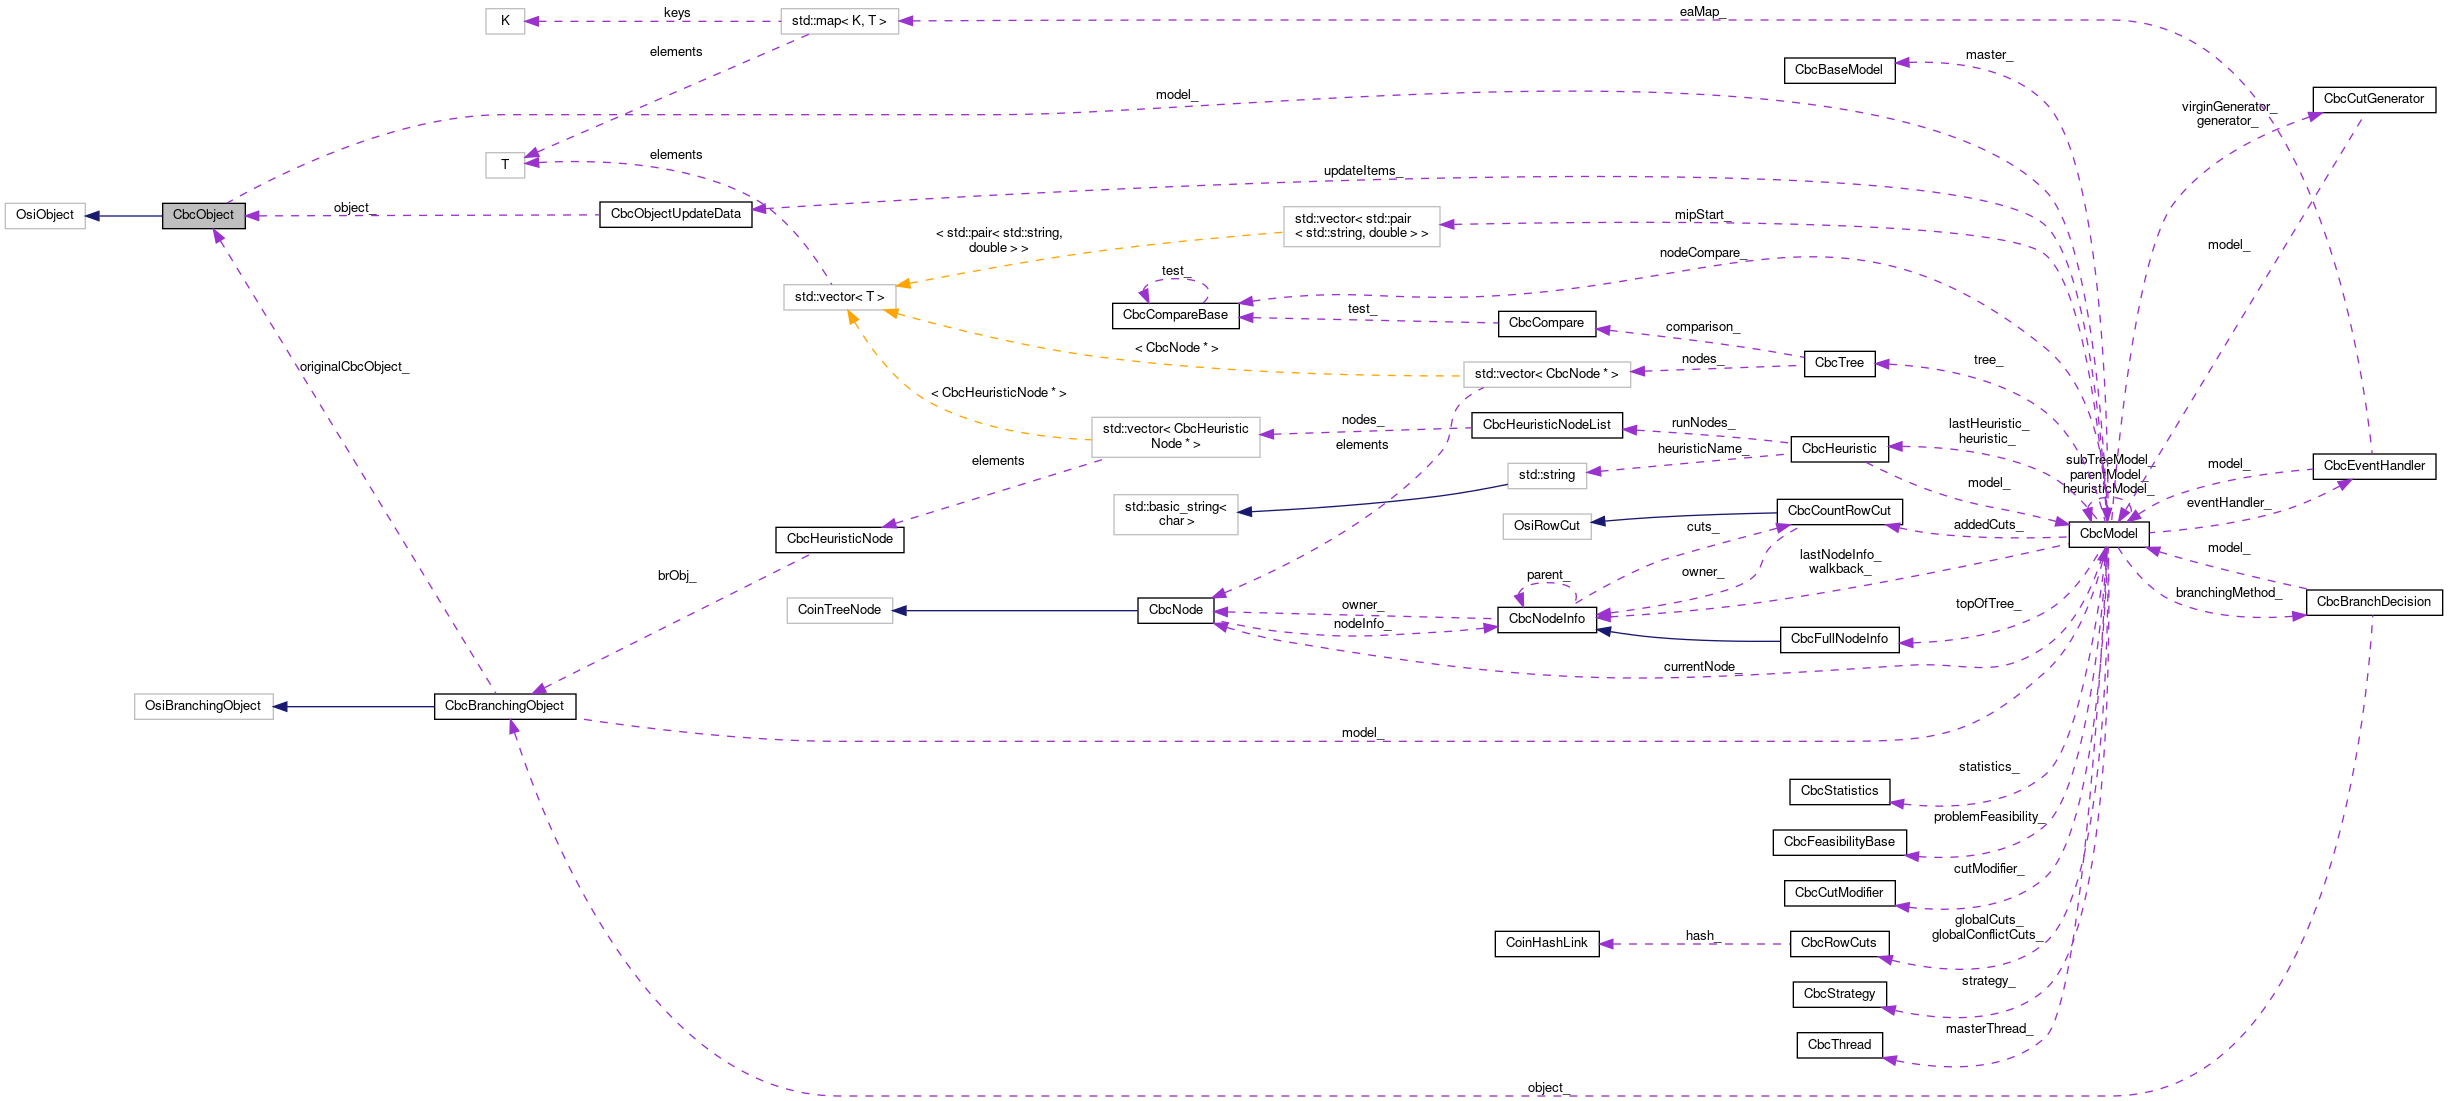 K
keys
std::map< K, T >
eaMap_
elements
master_
CbcBaseModel
model_
virginGenerator_
generator_
CbcCutGenerator
T
elements
updateItems_
OsiObject
CbcObject
object_
CbcObjectUpdateData
std::vector< std::pair
< std::string, double > >
mipStart_
< std::pair< std::string,
double > >
model_
nodeCompare_
test_
std::vector< T >
CbcCompareBase
test_
CbcCompare
comparison_
< CbcNode * >
nodes_
CbcTree
tree_
originalCbcObject_
std::vector< CbcNode * >
< CbcHeuristicNode * >
nodes_
CbcHeuristicNodeList
runNodes_
lastHeuristic_
heuristic_
std::vector< CbcHeuristic
Node * >
elements
heuristicName_
CbcHeuristic
elements
subTreeModel_
parentModel_
heuristicModel_
model_
CbcEventHandler
std::string
model_
eventHandler_
std::basic_string<
char >
CbcCountRowCut
OsiRowCut
cuts_
addedCuts_
CbcModel
CbcHeuristicNode
lastNodeInfo_
walkback_
model_
brObj_
parent_
owner_
branchingMethod_
CbcBranchDecision
CoinTreeNode
CbcNode
owner_
nodeInfo_
CbcNodeInfo
topOfTree_
CbcFullNodeInfo
currentNode_
OsiBranchingObject
CbcBranchingObject
model_
statistics_
CbcStatistics
problemFeasibility_
CbcFeasibilityBase
cutModifier_
CbcCutModifier
globalCuts_
globalConflictCuts_
CoinHashLink
hash_
CbcRowCuts
strategy_
CbcStrategy
masterThread_
CbcThread
object_